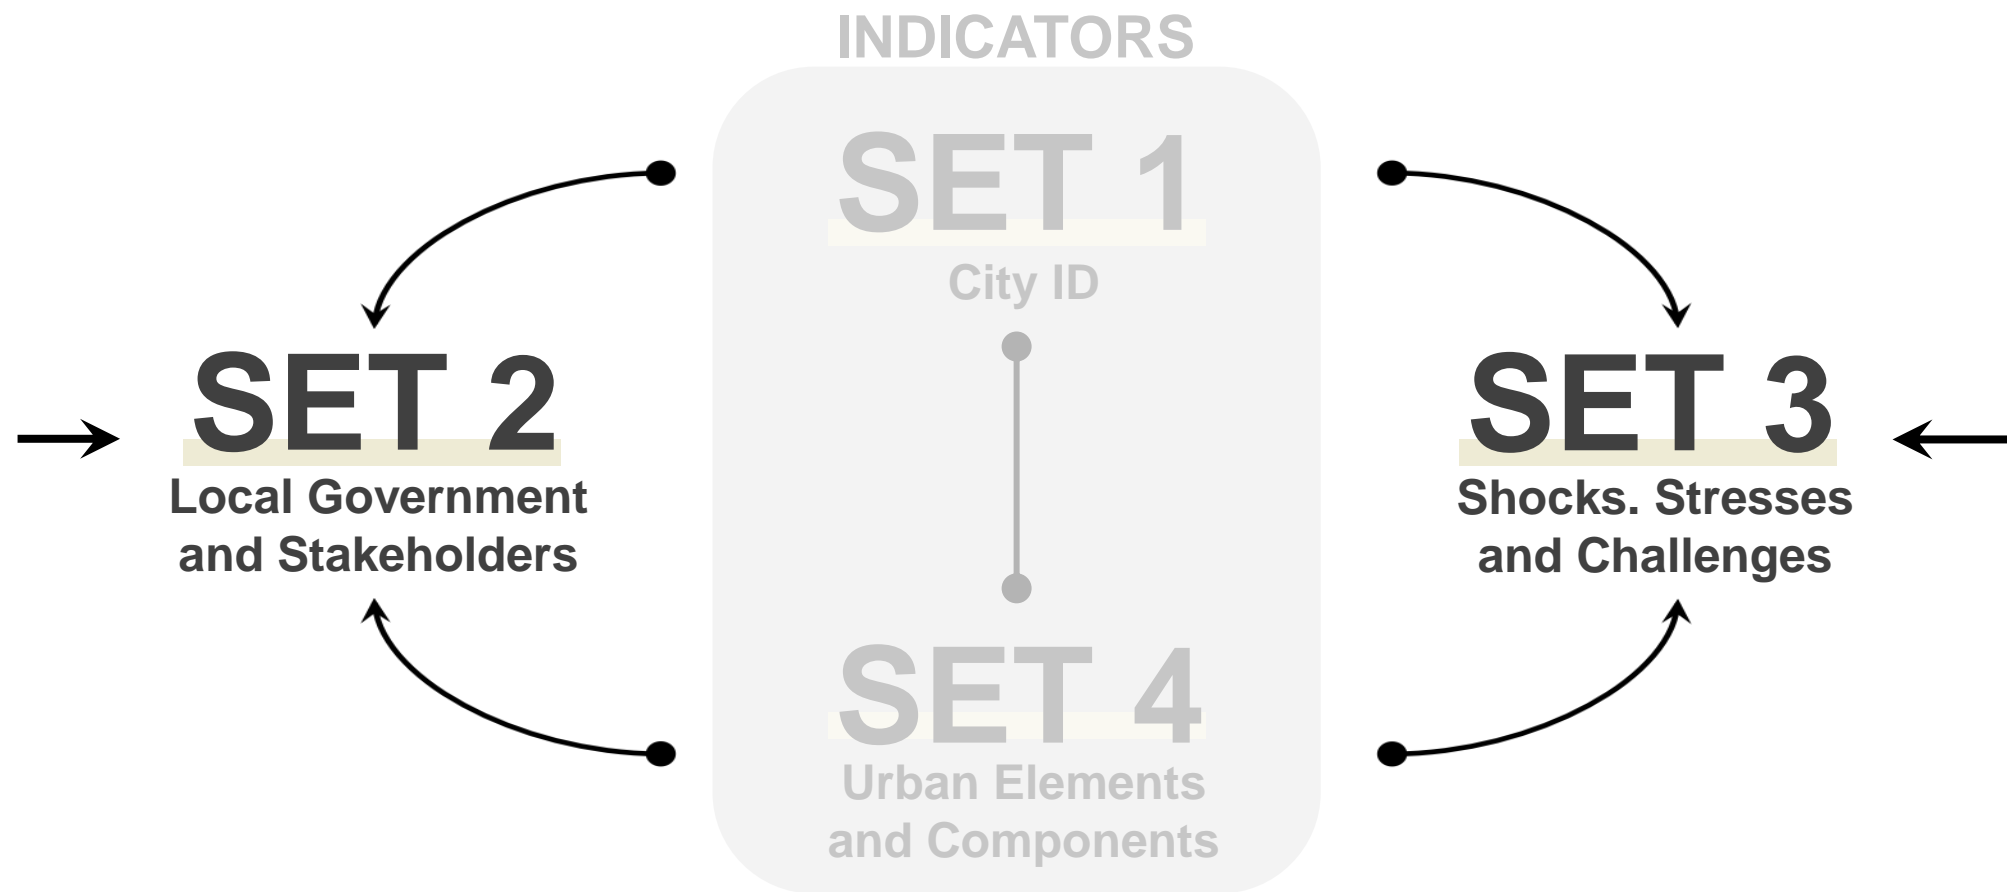 INDICATORS
SET 1
City ID
SET 2
Local Government
and Stakeholders
SET 3
Shocks. Stresses
and Challenges
SET 4
Urban Elements
and Components